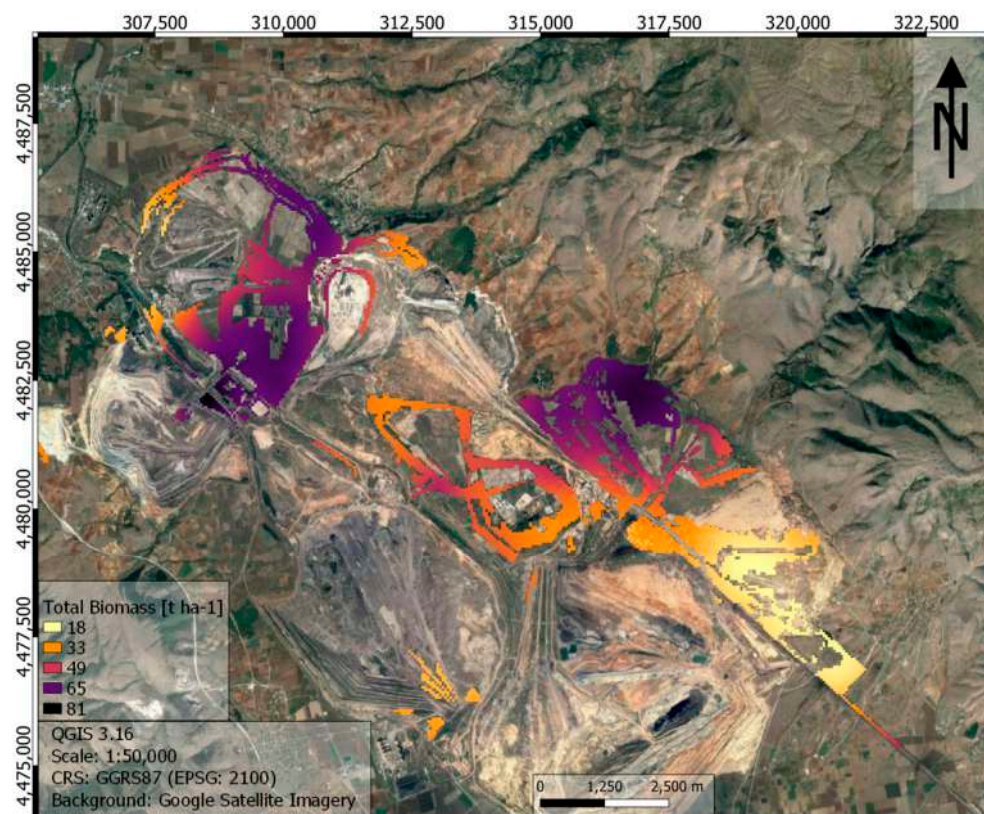 307,500 310,000 312,500 315,000 317,500 320,000 322,500
4,487,500
4,485,000
4,482,500
4,480,000
4,477,500
4,475,000
N
Total Biomass [t ha-1]
18
33
49
65
81
QGIS 3.16
Scale: 1:50,000
CRS: GGRS87 (EPSG: 2100)
Background: Google Satellite Imagery
0 1,250 2,500 m